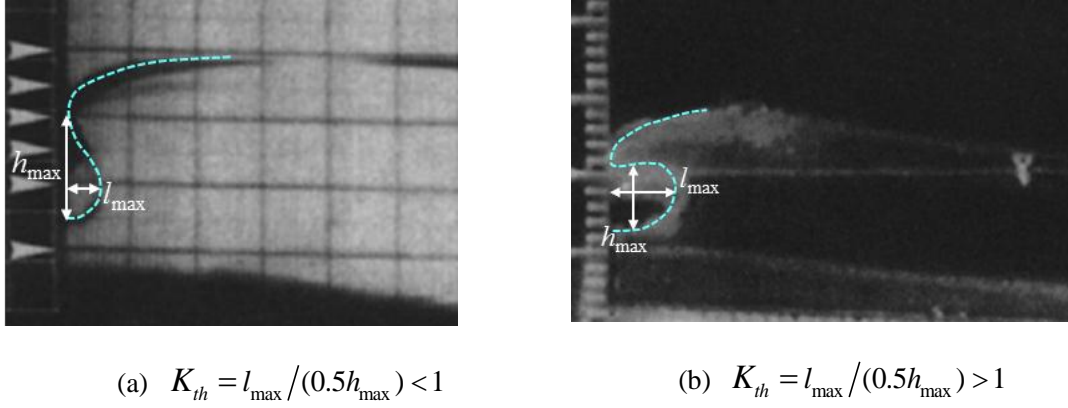 h_max
l_max
l_max
h_max
(a) K_th = l_max/(0.5h_max) < 1
(b) K_th = l_max/(0.5h_max) > 1